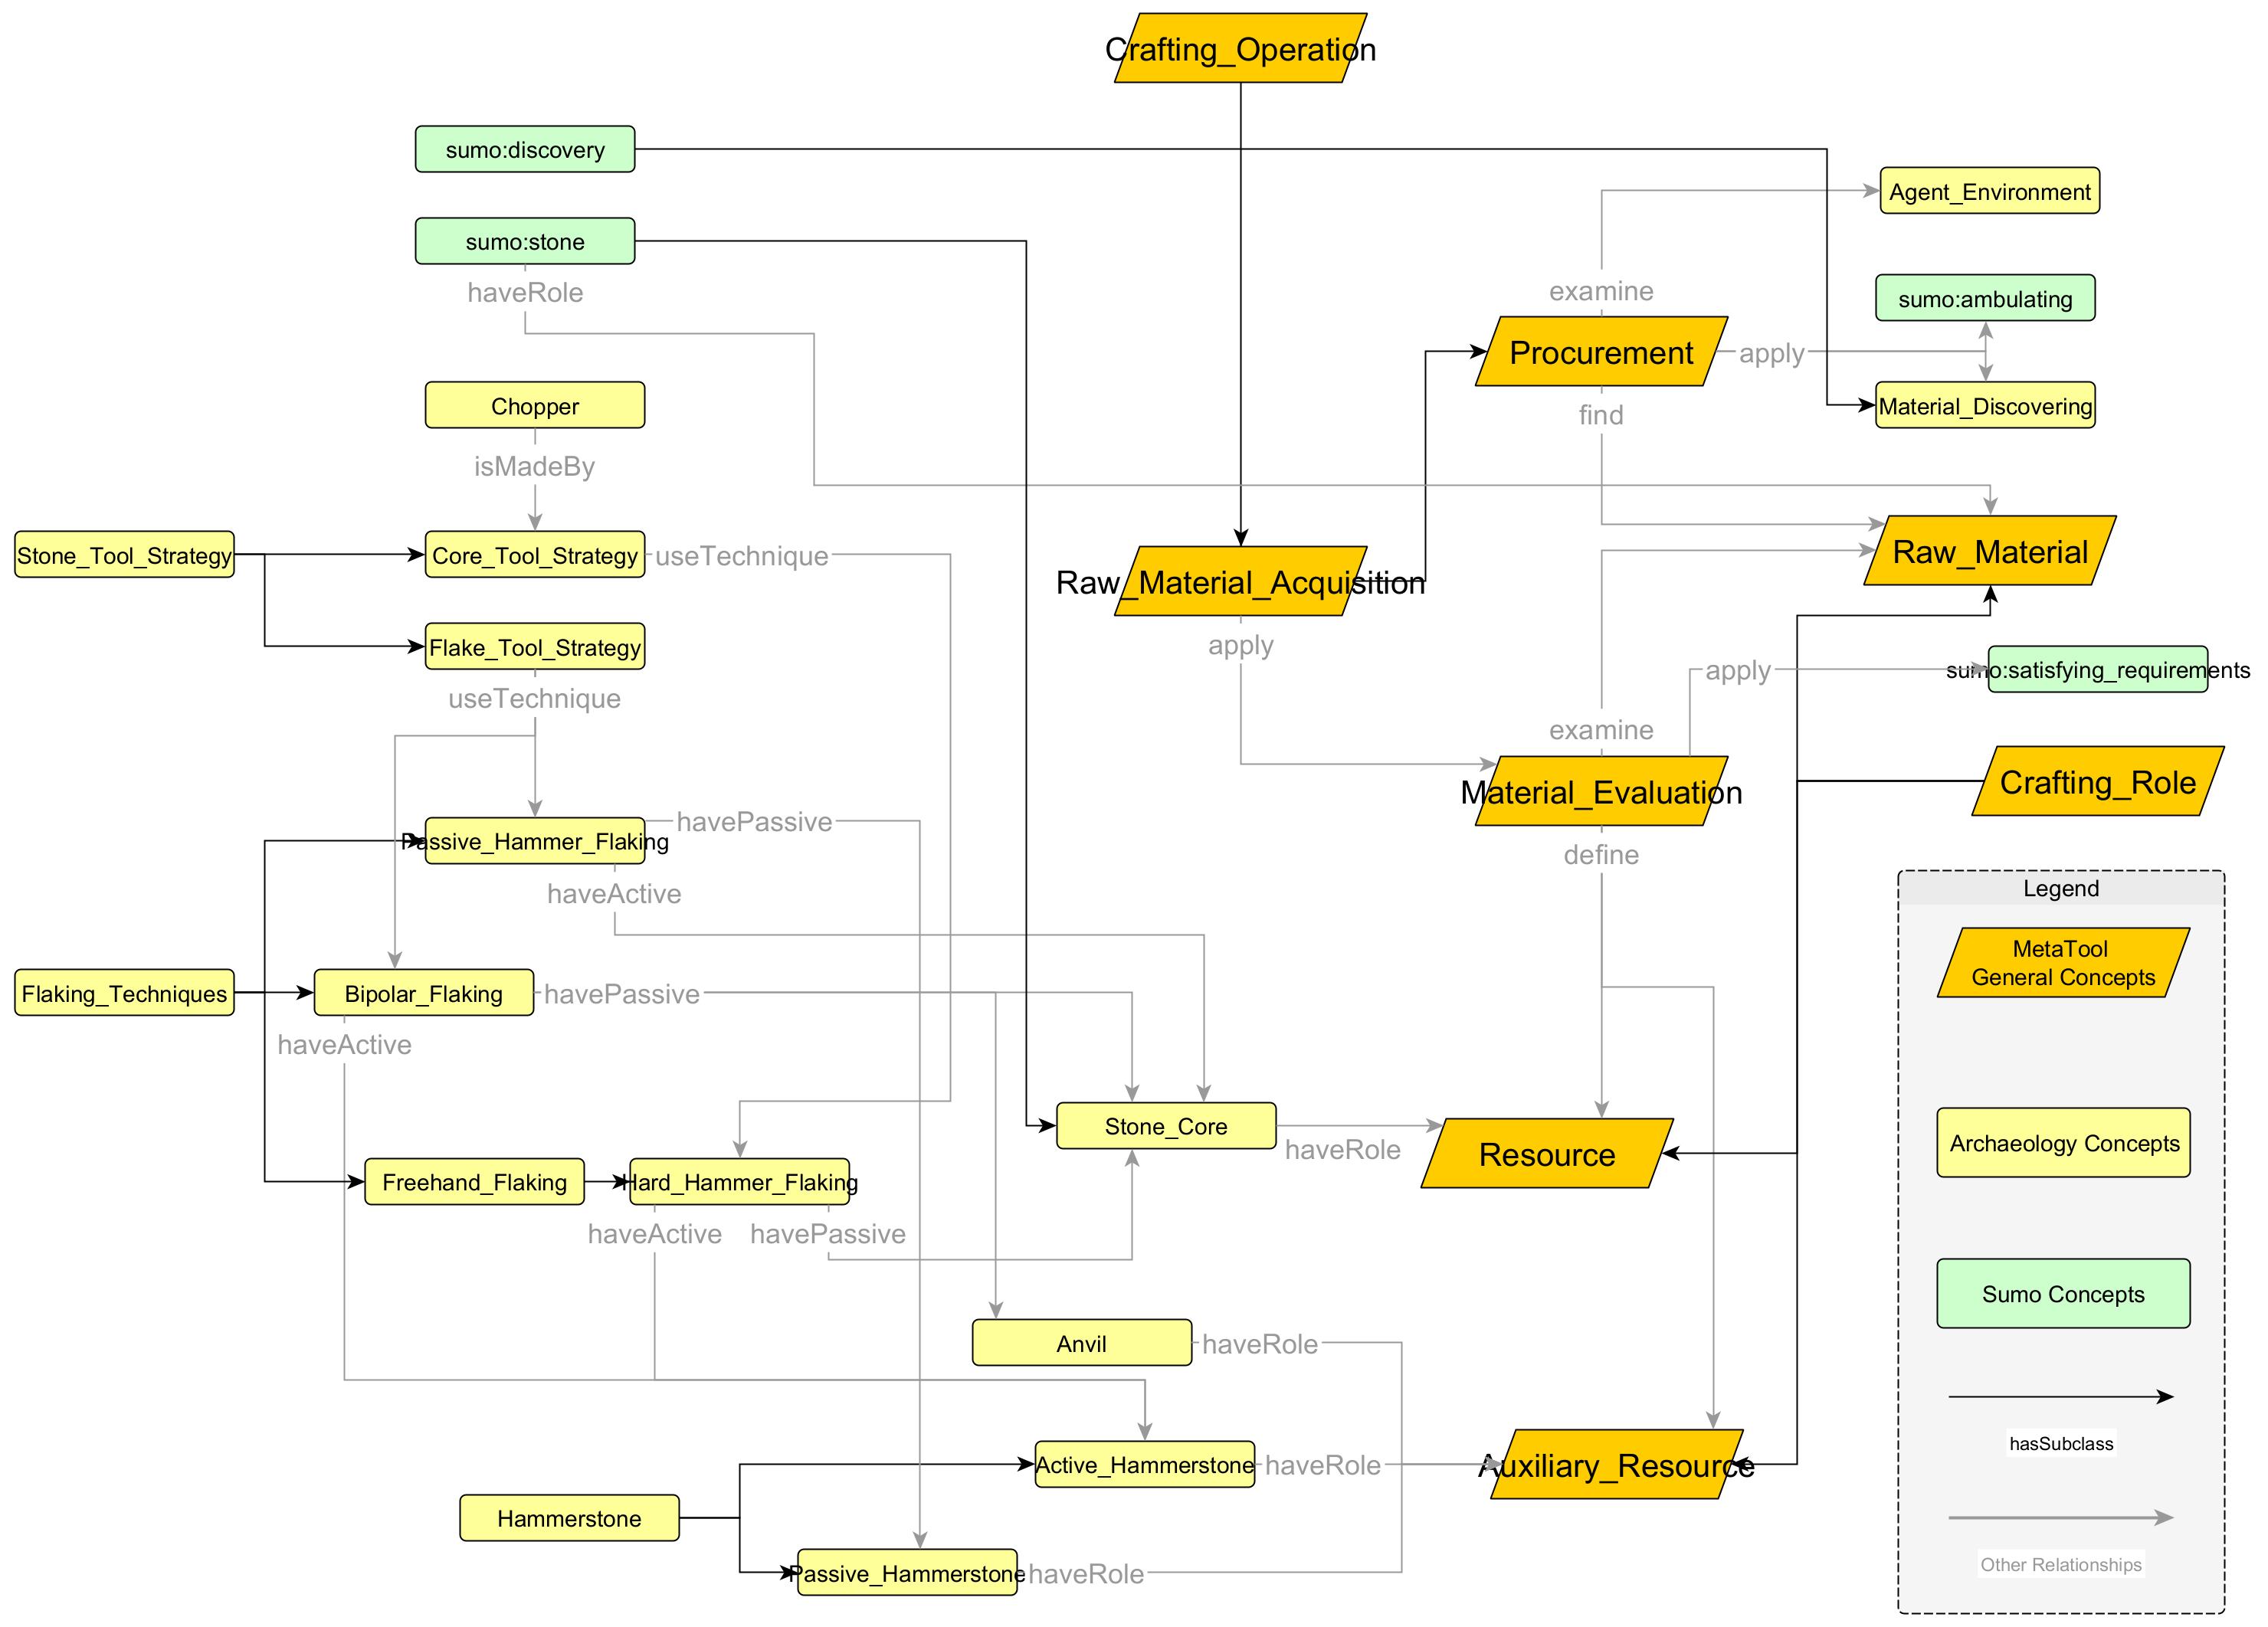 Crafting_Operation
sumo:discovery
Agent_Environment
sumo:stone
haveRole
examine
sumo:ambulating
Procurement
apply
Chopper
find
Material_Discovering
isMadeBy
Stone_Tool_Strategy
Core_Tool_Strategy
useTechnique
Raw_Material_Acquisition
Raw_Material
Flake_Tool_Strategy
apply
apply
sumo:satisfying_requirements
useTechnique
examine
Material_Evaluation
Crafting_Role
Passive_Hammer_Flaking
havePassive
haveActive
define
Legend
MetaTool
General Concepts
Flaking_Techniques
Bipolar_Flaking
havePassive
haveActive
Stone_Core
haveRole
Resource
Archaeology Concepts
Freehand_Flaking
Hard_Hammer_Flaking
haveActive
havePassive
Sumo Concepts
Anvil
haveRole
hasSubclass
Active_Hammerstone
haveRole
Auxiliary_Resource
Hammerstone
Passive_Hammerstone
haveRole
Other Relationships